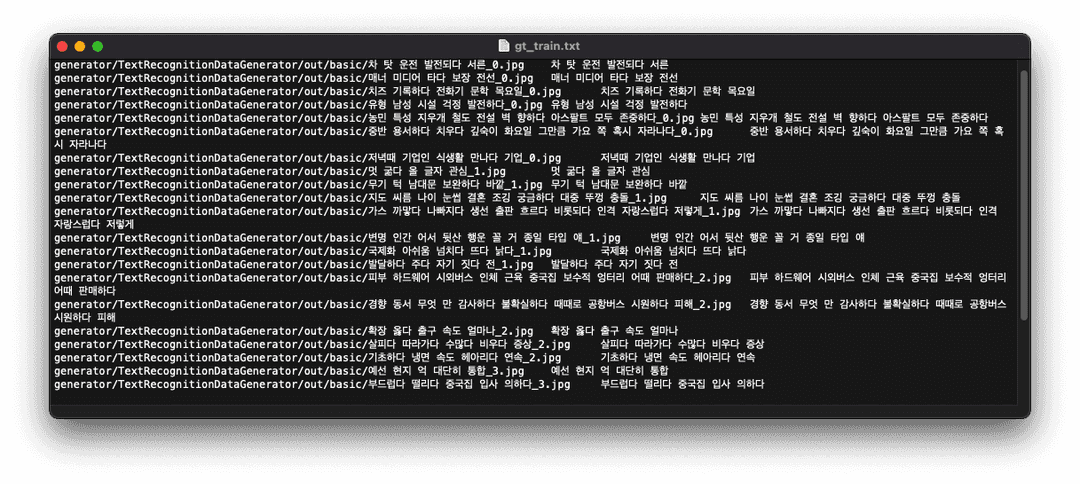 gt_train.txt
generator/TextRecognitionDataGenerator/out/basic/차 탓 운전 발전되다 서른_0.jpg 차 탓 운전 발전되다 서른
generator/TextRecognitionDataGenerator/out/basic/매너 미디어 타다 보장 전선_0.jpg 매너 미디어 타다 보장 전선
generator/TextRecognitionDataGenerator/out/basic/치즈 기록하다 전화기 문학 목요일_0.jpg 치즈 기록하다 전화기 문학 목요일
generator/TextRecognitionDataGenerator/out/basic/유형 남성 시설 걱정 발전하다_0.jpg 유형 남성 시설 걱정 발전하다
generator/TextRecognitionDataGenerator/out/basic/농민 특성 지우개 철도 전설 벽 향하다 아스팔트 모두 존중하다_0.jpg 농민 특성 지우개 철도 전설 벽 향하다 아스팔트 모두 존중하다
generator/TextRecognitionDataGenerator/out/basic/중반 용서하다 치우다 깊숙이 화요일 그만큼 가요 쪽 혹시 자라나다_0.jpg 중반 용서하다 치우다 깊숙이 화요일 그만큼 가요 쪽 혹
시 자라나다
generator/TextRecognitionDataGenerator/out/basic/저녁때 기업인 식생활 만나다 기업_0.jpg 저녁때 기업인 식생활 만나다 기업
generator/TextRecognitionDataGenerator/out/basic/멋 굶다 올 글자 관심_1.jpg 멋 굶다 올 글자 관심
generator/TextRecognitionDataGenerator/out/basic/무기 턱 남대문 보완하다 바깥_1.jpg 무기 턱 남대문 보완하다 바깥
generator/TextRecognitionDataGenerator/out/basic/지도 씨름 나이 눈썹 결혼 조깅 궁금하다 대중 뚜껑 충돌_1.jpg 지도 씨름 나이 눈썹 결혼 조깅 궁금하다 대중 뚜껑 충돌
generator/TextRecognitionDataGenerator/out/basic/가스 까맣다 나빠지다 생선 출판 흐르다 비롯되다 인격 자랑스럽다 저렇게_1.jpg 가스 까맣다 나빠지다 생선 출판 흐르다 비롯되다 인격
자랑스럽다 저렇게
generator/TextRecognitionDataGenerator/out/basic/변명 인간 어서 뒷산 행운 꼴 거 종일 타입 얘_1.jpg 변명 인간 어서 뒷산 행운 꼴 거 종일 타입 얘
generator/TextRecognitionDataGenerator/out/basic/국제화 아쉬움 넘치다 뜨다 낡다_1.jpg 국제화 아쉬움 넘치다 뜨다 낡다
generator/TextRecognitionDataGenerator/out/basic/발달하다 주다 자기 짓다 전_1.jpg 발달하다 주다 자기 짓다 전
generator/TextRecognitionDataGenerator/out/basic/피부 하드웨어 시외버스 인체 근육 중국집 보수적 엉터리 어때 판매하다_2.jpg 피부 하드웨어 시외버스 인체 근육 중국집 보수적 엉터리
어때 판매하다
generator/TextRecognitionDataGenerator/out/basic/경향 동서 무엇 만 감사하다 불확실하다 때때로 공항버스 시원하다 피해_2.jpg 경향 동서 무엇 만 감사하다 불확실하다 때때로 공항버스
시원하다 피해
generator/TextRecognitionDataGenerator/out/basic/확장 옳다 출구 속도 얼마나_2.jpg 확장 옳다 출구 속도 얼마나
generator/TextRecognitionDataGenerator/out/basic/살피다 따라가다 수많다 비우다 증상_2.jpg 살피다 따라가다 수많다 비우다 증상
generator/TextRecognitionDataGenerator/out/basic/기초하다 냉면 속도 헤아리다 연속_2.jpg 기초하다 냉면 속도 헤아리다 연속
generator/TextRecognitionDataGenerator/out/basic/예선 현지 억 대단히 통합_3.jpg 예선 현지 억 대단히 통합
generator/TextRecognitionDataGenerator/out/basic/부드럽다 떨리다 중국집 입사 의하다_3.jpg 부드럽다 떨리다 중국집 입사 의하다